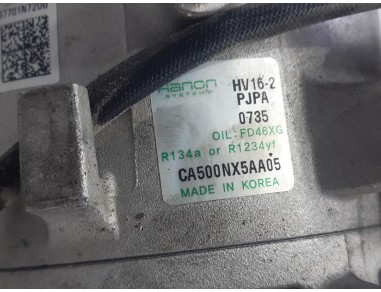 Hanon
SYSTEMS
HV16-2
PJPA
0735
OIL:FD46XG
R134a or R1234yf
CA500NX5AA05
MADE IN KOREA